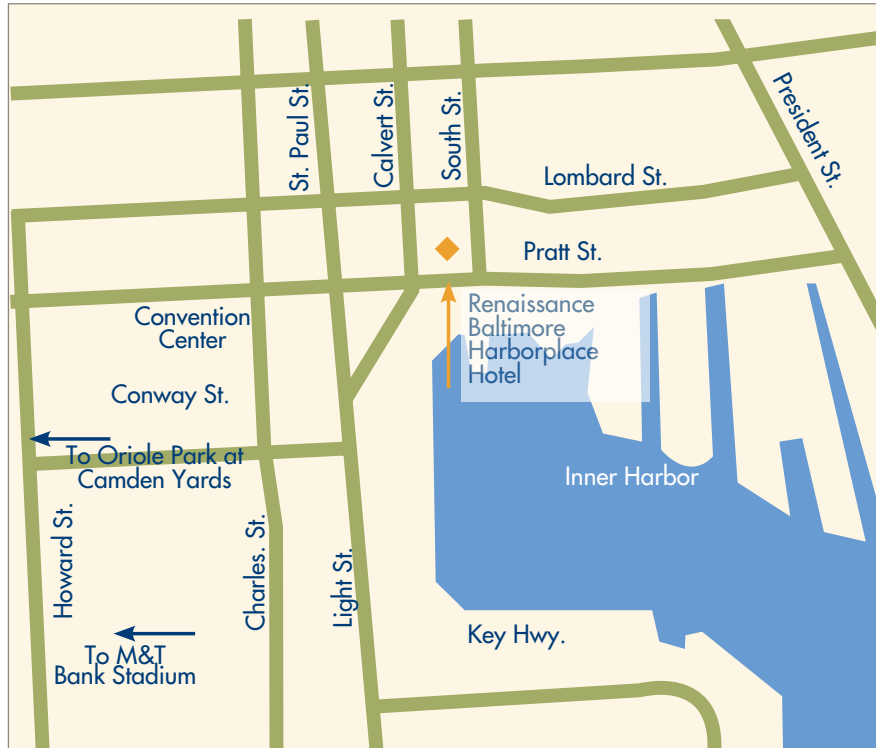 St. Paul St.
Calvert St.
South St.
President St.
Lombard St.
Pratt St.
Renaissance
Baltimore
Harborplace
Hotel
Convention
Center
Conway St.
To Oriole Park at
Camden Yards
Inner Harbor
Howard St.
Charles. St.
Light St.
Key Hwy.
To M&T
Bank Stadium